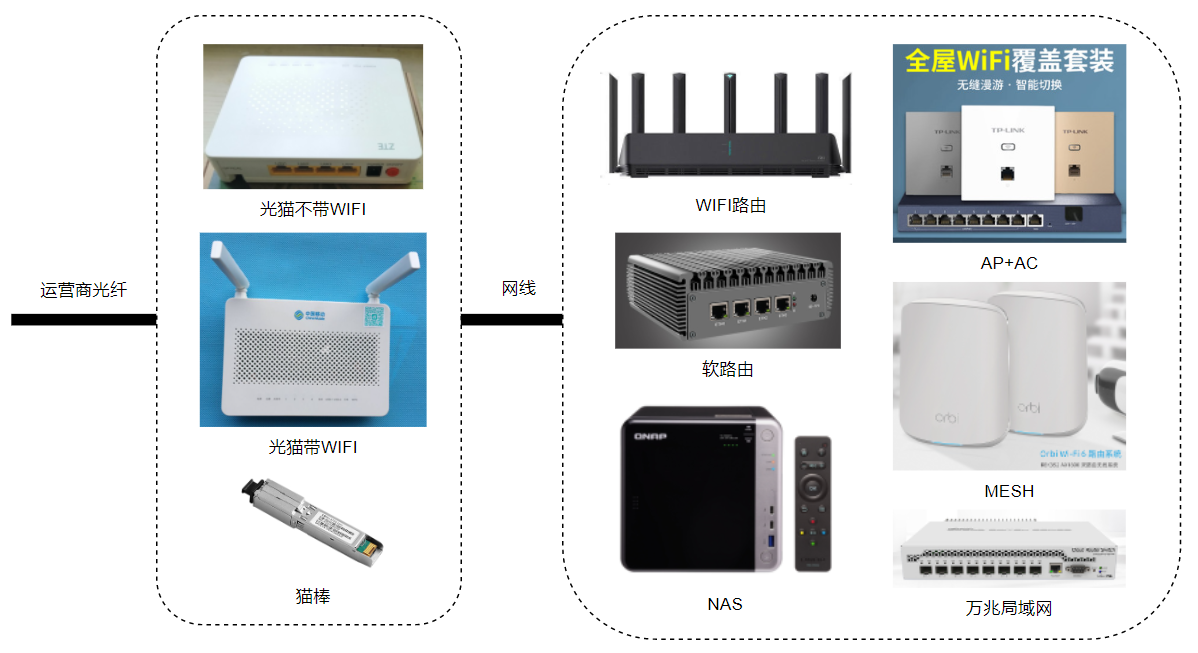 运营商光纤
ZTE
光猫不带WIFI
中国移动
光猫带WIFI
猫棒
网线
WIFI路由
软路由
QNAP
NAS
全屋WiFi覆盖套装
无缝漫游·智能切换
TP-LINK
TP-LINK
TP-LINK
AP+AC
orbi
orbi
Orbi Wi-Fi 6 路由系统
MESH
万兆局域网